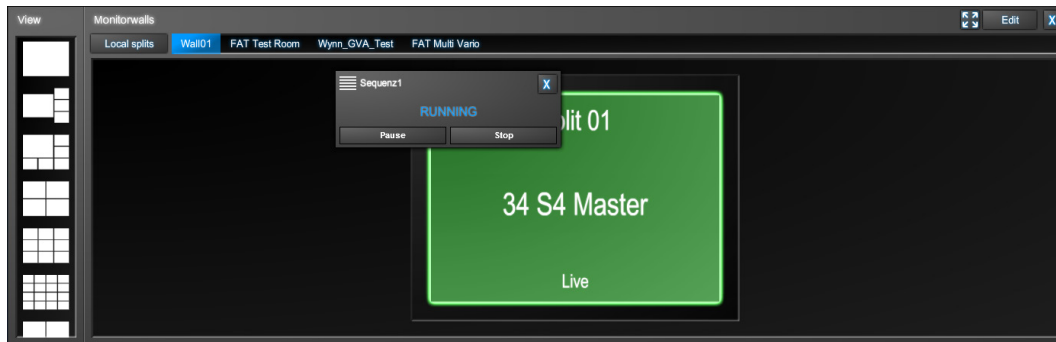 View
Monitorwalls
Edit
X
Local splits
Wall01
FAT Test Room
Wynn_GVA_Test
FAT Multi Vario
Sequenz1
X
RUNNING
Pause
Stop
01
34 S4 Master
Live